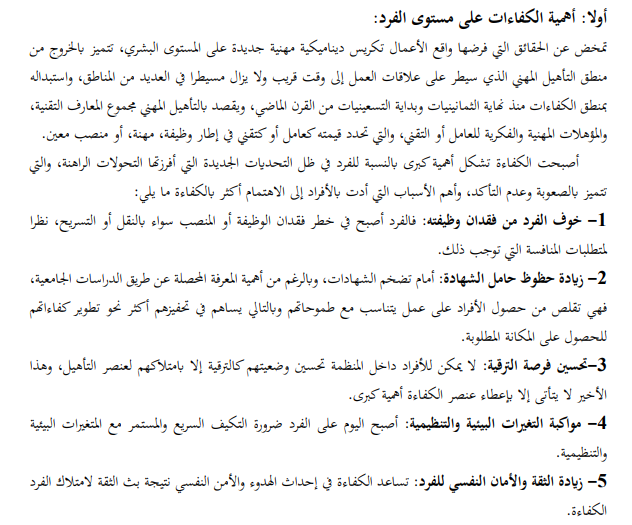 أولا: أهمية الكفاءات على مستوى الفرد:
تمخض عن الحقائق التي فرضها واقع الأعمال تكريس ديناميكية مهنية جديدة على المستوى البشري، تتميز بالخروج من
منطق التأهيل المهني الذي سيطر على علاقات العمل إلى وقت قريب ولا يزال مسيطرا في العديد من المناطق، واستبداله
بمنطق الكفاءات منذ نهاية الثمانينيات وبداية التسعينيات من القرن الماضي، ويقصد بالتأهيل المهني مجموع المعارف التقنية،
والمؤهلات المهنية والفكرية للعامل أو التقني، والتي تحدد قيمته كعامل أو كتقني في إطار وظيفة، مهنة، أو منصب معين.
أصبحت الكفاءة تشكل أهمية كبرى بالنسبة للفرد في ظل التحديات الجديدة التي أفرزتها التحولات الراهنة، والتي
تتميز بالصعوبة وعدم التأكد، وأهم الأسباب التي أدت بالأفراد إلى الاهتمام أكثر بالكفاءة ما يلي:
1- خوف الفرد من فقدان وظيفته: فالفرد أصبح في خطر فقدان الوظيفة أو المنصب سواء بالنقل أو التسريح، نظرا
لمتطلبات المنافسة التي توجب ذلك.
2- زيادة حظوظ حامل الشهادة: أمام تضخم الشهادات، وبالرغم من أهمية المعرفة المحصلة عن طريق الدراسات الجامعية،
فهي تقلص من حصول الأفراد على عمل يتناسب مع طموحاتهم وبالتالي يساهم في تحفيزهم أكثر نحو تطوير كفاءاتهم
للحصول على المكانة المطلوبة.
3-تحسين فرصة الترقية: لا يمكن للأفراد داخل المنظمة تحسين وضعيتهم كالترقية إلا بامتلاكهم لعنصر التأهيل، وهذا
الأخير لا يتأتى إلا بإعطاء عنصر الكفاءة أهمية كبرى.
4- مواكبة التغيرات البيئية والتنظيمية: أصبح اليوم على الفرد ضرورة التكيف السريع والمستمر مع المتغيرات البيئية
والتنظيمية.
5- زيادة الثقة والأمان النفسي للفرد: تساعد الكفاءة في إحداث الهدوء والأمن النفسي نتيجة بث الثقة لامتلاك الفرد
الكفاءة.